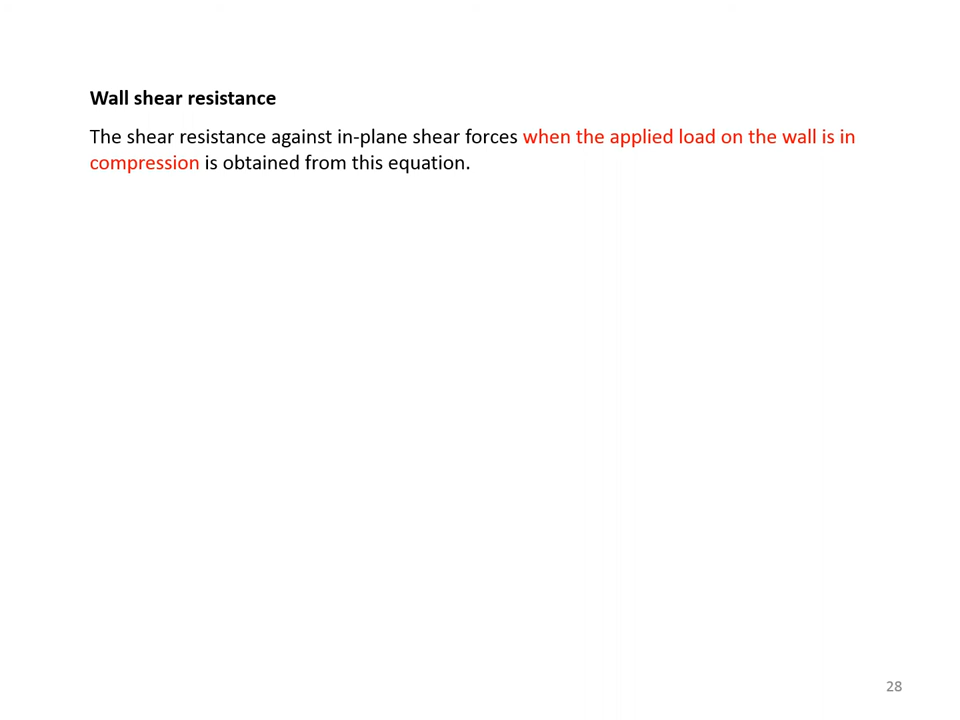 Wall shear resistance
The shear resistance against in-plane shear forces when the applied load on the wall is in
compression is obtained from this equation.
28